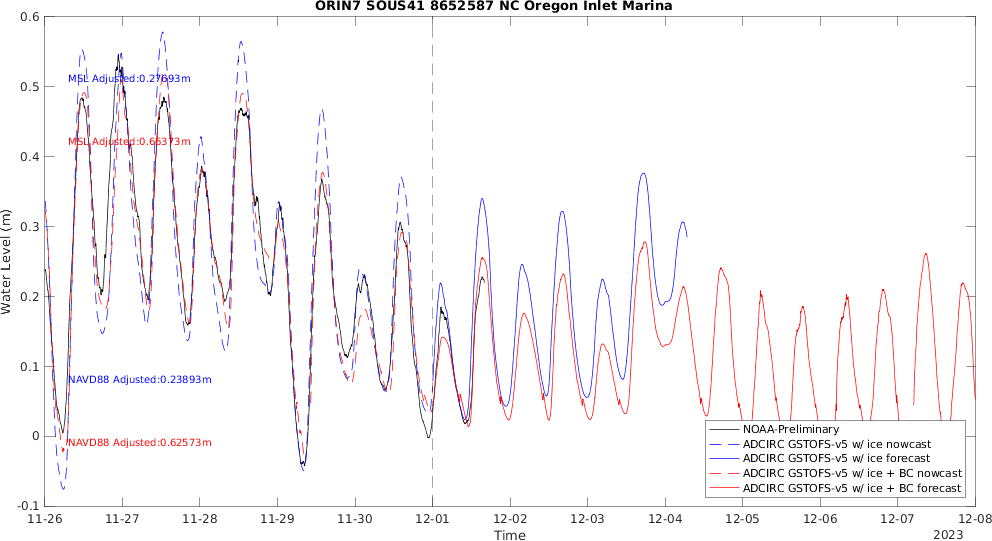 ORIN7 SOUS41 8652587 NC Oregon Inlet Marina
0.6
0.5
0.4
0.3
0.2
0.1
0
-0.1
Water Level (m)
MSL Adjusted:0.27693m
MSL Adjusted:0.66373m
NAVD88 Adjusted:0.23893m
NAVD88 Adjusted:0.62573m
NOAA-Preliminary
ADCIRC GSTOFS-v5 w/ ice nowcast
ADCIRC GSTOFS-v5 w/ ice forecast
ADCIRC GSTOFS-v5 w/ ice + BC nowcast
ADCIRC GSTOFS-v5 w/ ice + BC forecast
11-26 11-27 11-28 11-29 11-30 12-01 12-02 12-03 12-04 12-05 12-06 12-07 12-08
Time
2023